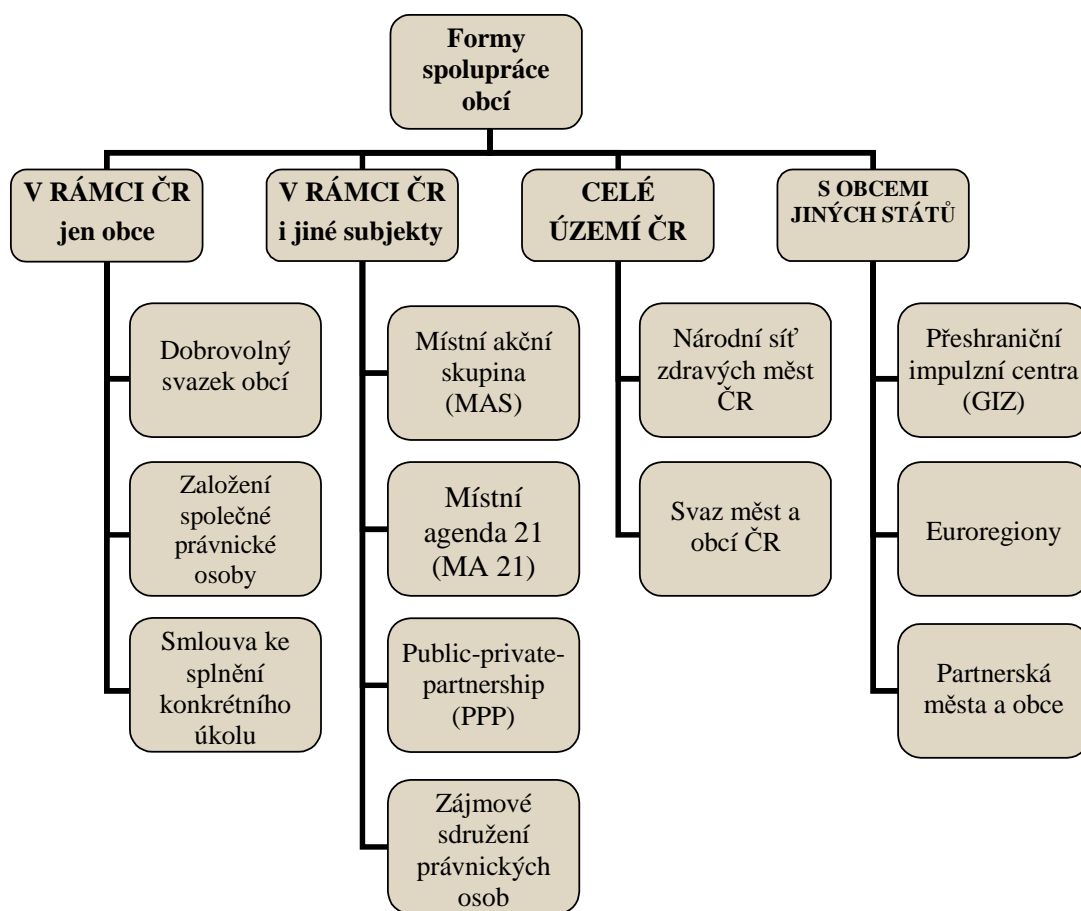 Formy
spolupráce
obcí
V RÁMCI ČR
jen obce
V RÁMCI ČR
i jiné subjekty
CELÉ
ÚZEMÍ ČR
S OBCEMI
JINÝCH STÁTŮ
Dobrovolný
svazek obcí
Založení
společné
právnické
osoby
Smlouva ke
splnění
konkrétního
úkolu
Místní akční
skupina
(MAS)
Místní
agenda 21
(MA 21)
Public-private-
partnership
(PPP)
Zájmové
sdružení
právnických
osob
Národní síť
zdravých měst
ČR
Svaz měst a
obcí ČR
Přeshraniční
impulzní centra
(GIZ)
Euroregiony
Partnerská
města a obce